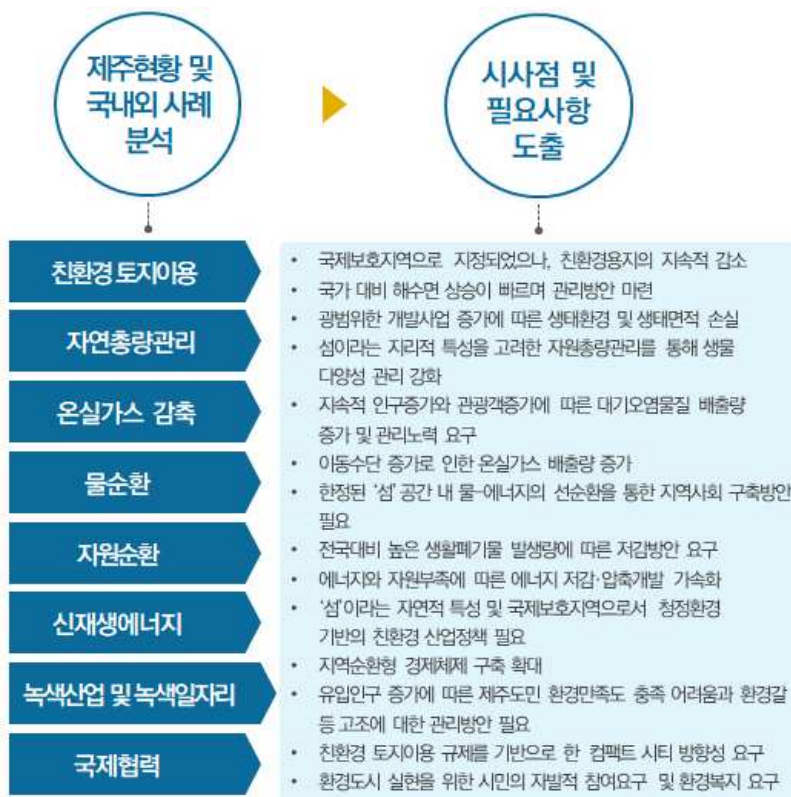 제주현황 및
국내외 사례
분석
시사점 및
필요사항
도출
친환경 토지이용
자연총량관리
온실가스 감축
물순환
자원순환
신재생에너지
녹색산업 및 녹색일자리
국제협력
• 국제보호지역으로 지정되었으나, 친환경용지의 지속적 감소
• 국가 대비 해수면 상승이 빠르며 관리방안 마련
• 광범위한 개발사업 증가에 따른 생태환경 및 생태면적 손실
• 섬이라는 지리적 특성을 고려한 자원총량관리를 통해 생물
다양성 관리 강화
• 지속적 인구증가와 관광객증가에 따른 대기오염물질 배출량
증가 및 관리노력 요구
• 이동수단 증가로 인한 온실가스 배출량 증가
• 한정된 '섬' 공간 내 물-에너지의 선순환을 통한 지역사회 구축방안
필요
• 전국대비 높은 생활폐기물 발생량에 따른 저감방안 요구
• 에너지와 자원부족에 따른 에너지 저감·압축개발 가속화
• '섬'이라는 자연적 특성 및 국제보호지역으로서 청정환경
기반의 친환경 산업정책 필요
• 지역순환형 경제체제 구축 확대
• 유입인구 증가에 따른 제주도민 환경만족도 충족 어려움과 환경갈
등 고조에 대한 관리방안 필요
• 친환경 토지이용 규제를 기반으로 한 컴팩트 시티 방향성 요구
• 환경도시 실현을 위한 시민의 자발적 참여요구 및 환경복지 요구